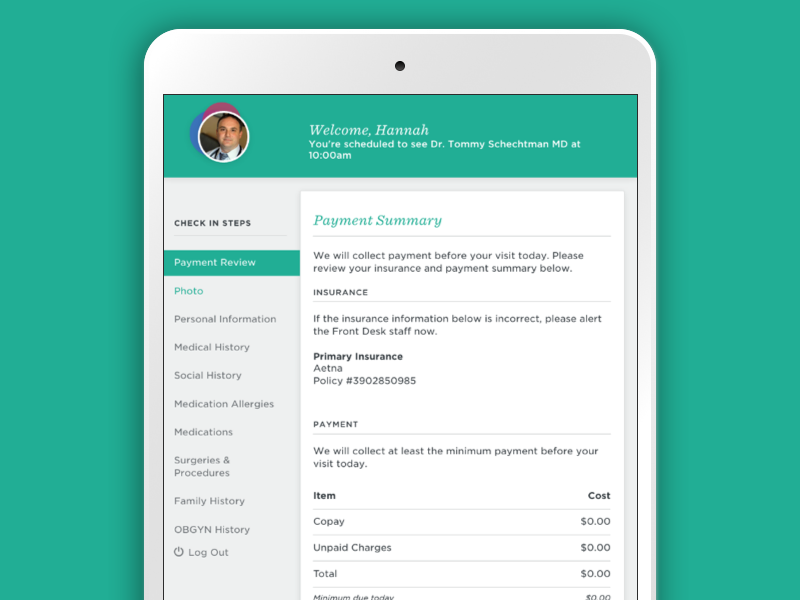 Welcome, Hannah
You're scheduled to see Dr. Tommy Schechtman MD at
10:00am
CHECK IN STEPS
Payment Review
Photo
Personal Information
Medical History
Social History
Medication Allergies
Medications
Surgeries &
Procedures
Family History
OBGYN History
Log Out
Payment Summary
We will collect payment before your visit today. Please
review your insurance and payment summary below.
INSURANCE
If the insurance information below is incorrect, please alert
the Front Desk staff now.
Primary Insurance
Aetna
Policy #3902850985
PAYMENT
We will collect at least the minimum payment before your
visit today.
Item Cost
Copay $0.00
Unpaid Charges $0.00
Total $0.00
Minimum due today $0.00